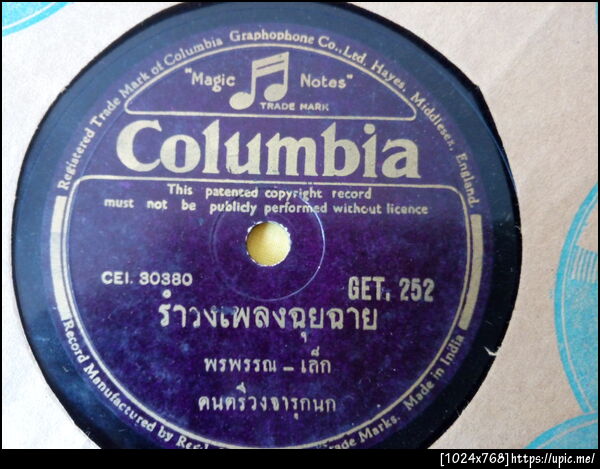 Registered Trade Mark of Columbia Graphophone Co., Ltd. Hayes, Middlesex, England.
"Magic Notes"
TRADE MARK
Columbia
This patented copyright record
must not be publicly performed without licence
CEI. 30380
GET. 252
รำวงเพลงฉุยฉาย
พรพรรณ – เล็ก
ดนตรีวงจารุกนก
Record Manufactured by Trade Marks. Made in India
[1024x768]https://upic.me/